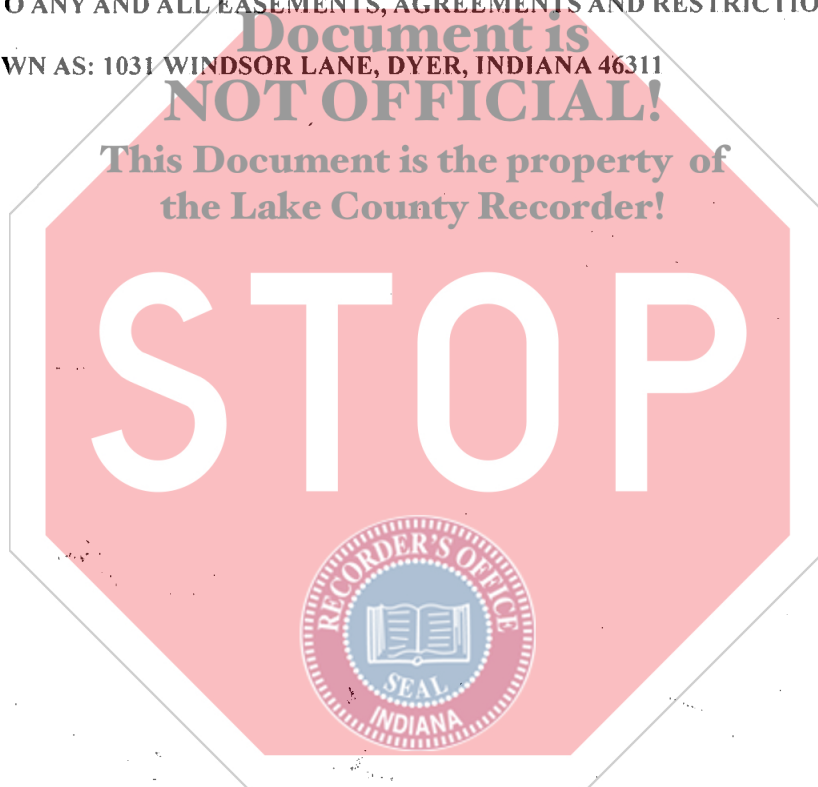 O ANY AND ALL EASEMENTS, AGREEMENTS AND RESTRICTIO
Document is
WN AS: 1031 WINDSOR LANE, DYER, INDIANA 46311
NOT OFFICIAL!
This Document is the property of
the Lake County Recorder!
STOP
RECORDER'S OFFICE
SEAL
INDIANA